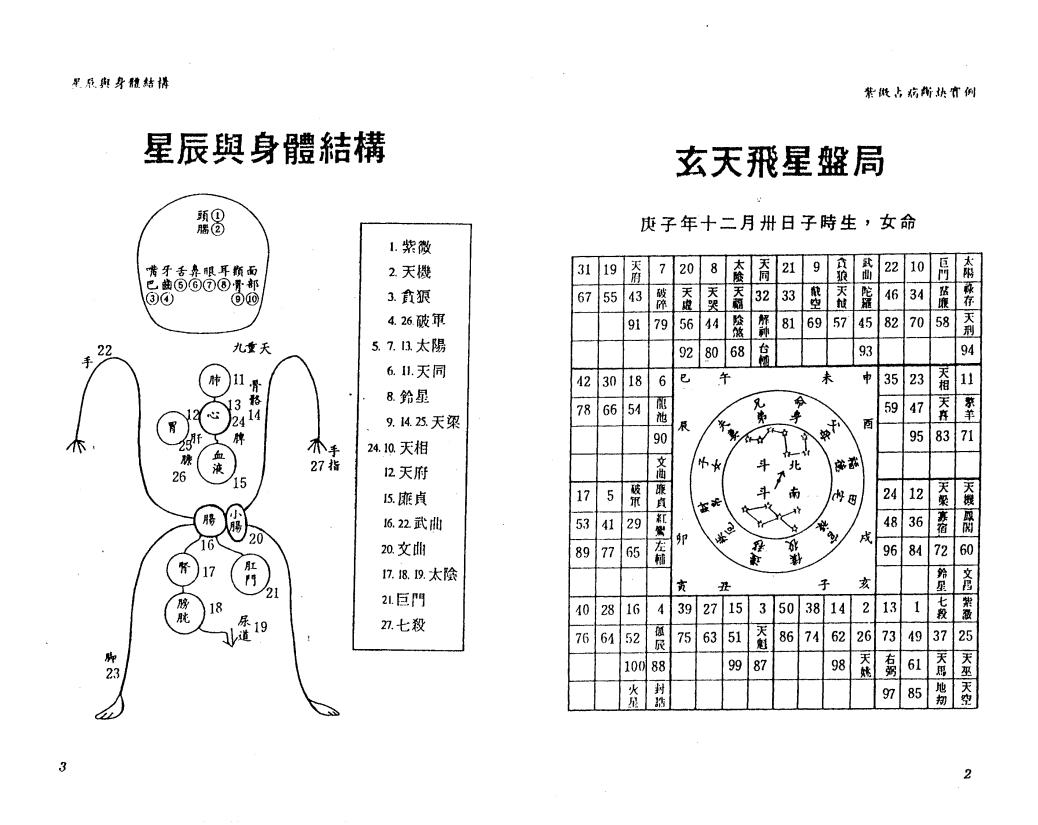 星辰與身體結構
星辰與身體結構
頭①
腦②
嘴牙舌鼻眼耳顴面
巴齒⑤⑥⑦⑧骨部
③④⑨⑩
22
手
九重天
肺 11
骨骼 14
13
12
心
24
胃
肝
25
脾
膽
26
血液
15
手指
27
腸
小腸
16
20
腎 17
肛門
21
膀胱
18
尿道 19
腳
23
1. 紫微
2. 天機
3. 貪狼
4. 26. 破軍
5. 7. 13. 太陽
6. 11. 天同
8. 鈴星
9. 14. 25. 天梁
24. 10. 天相
12. 天府
15. 廉貞
16. 22. 武曲
20. 文曲
17. 18. 19. 太陰
21. 巨門
27. 七殺
3
紫微占病斷訣實例
玄天飛星盤局
庚子年十二月卅日子時生，女命
31 19 天府 7 20 8 太陰 天同 21 9 貪狼 武曲 22 10 巨門 太陽
67 55 43 破碎 天虛 天哭 天福 32 33 截空 天鉞 陀羅 46 34 蜚廉 祿存
91 79 56 44 陰煞 解神 81 69 57 45 82 70 58 天刑
92 80 68 台輔 93 94
42 30 18 6 巳 午 未 申 35 23 天相 11
78 66 54 龍池 辰 兄弟 命 酉 59 47 天喜 擎羊
90 95 83 71
文曲 北斗
17 5 破軍 廉貞 南斗 24 12 天梁 天機
53 41 29 紅鸞 48 36 寡宿 鳳閣
89 77 65 左輔 卯 戌 96 84 72 60
亥 丑 子 亥 鈴星 文昌
40 28 16 4 39 27 15 3 50 38 14 2 13 1 七殺 紫微
76 64 52 孤辰 75 63 51 天魁 86 74 62 26 73 49 37 25
100 88 99 87 98 天姚 右弼 61 天馬 天巫
火星 封誥 97 85 地劫 天空
2